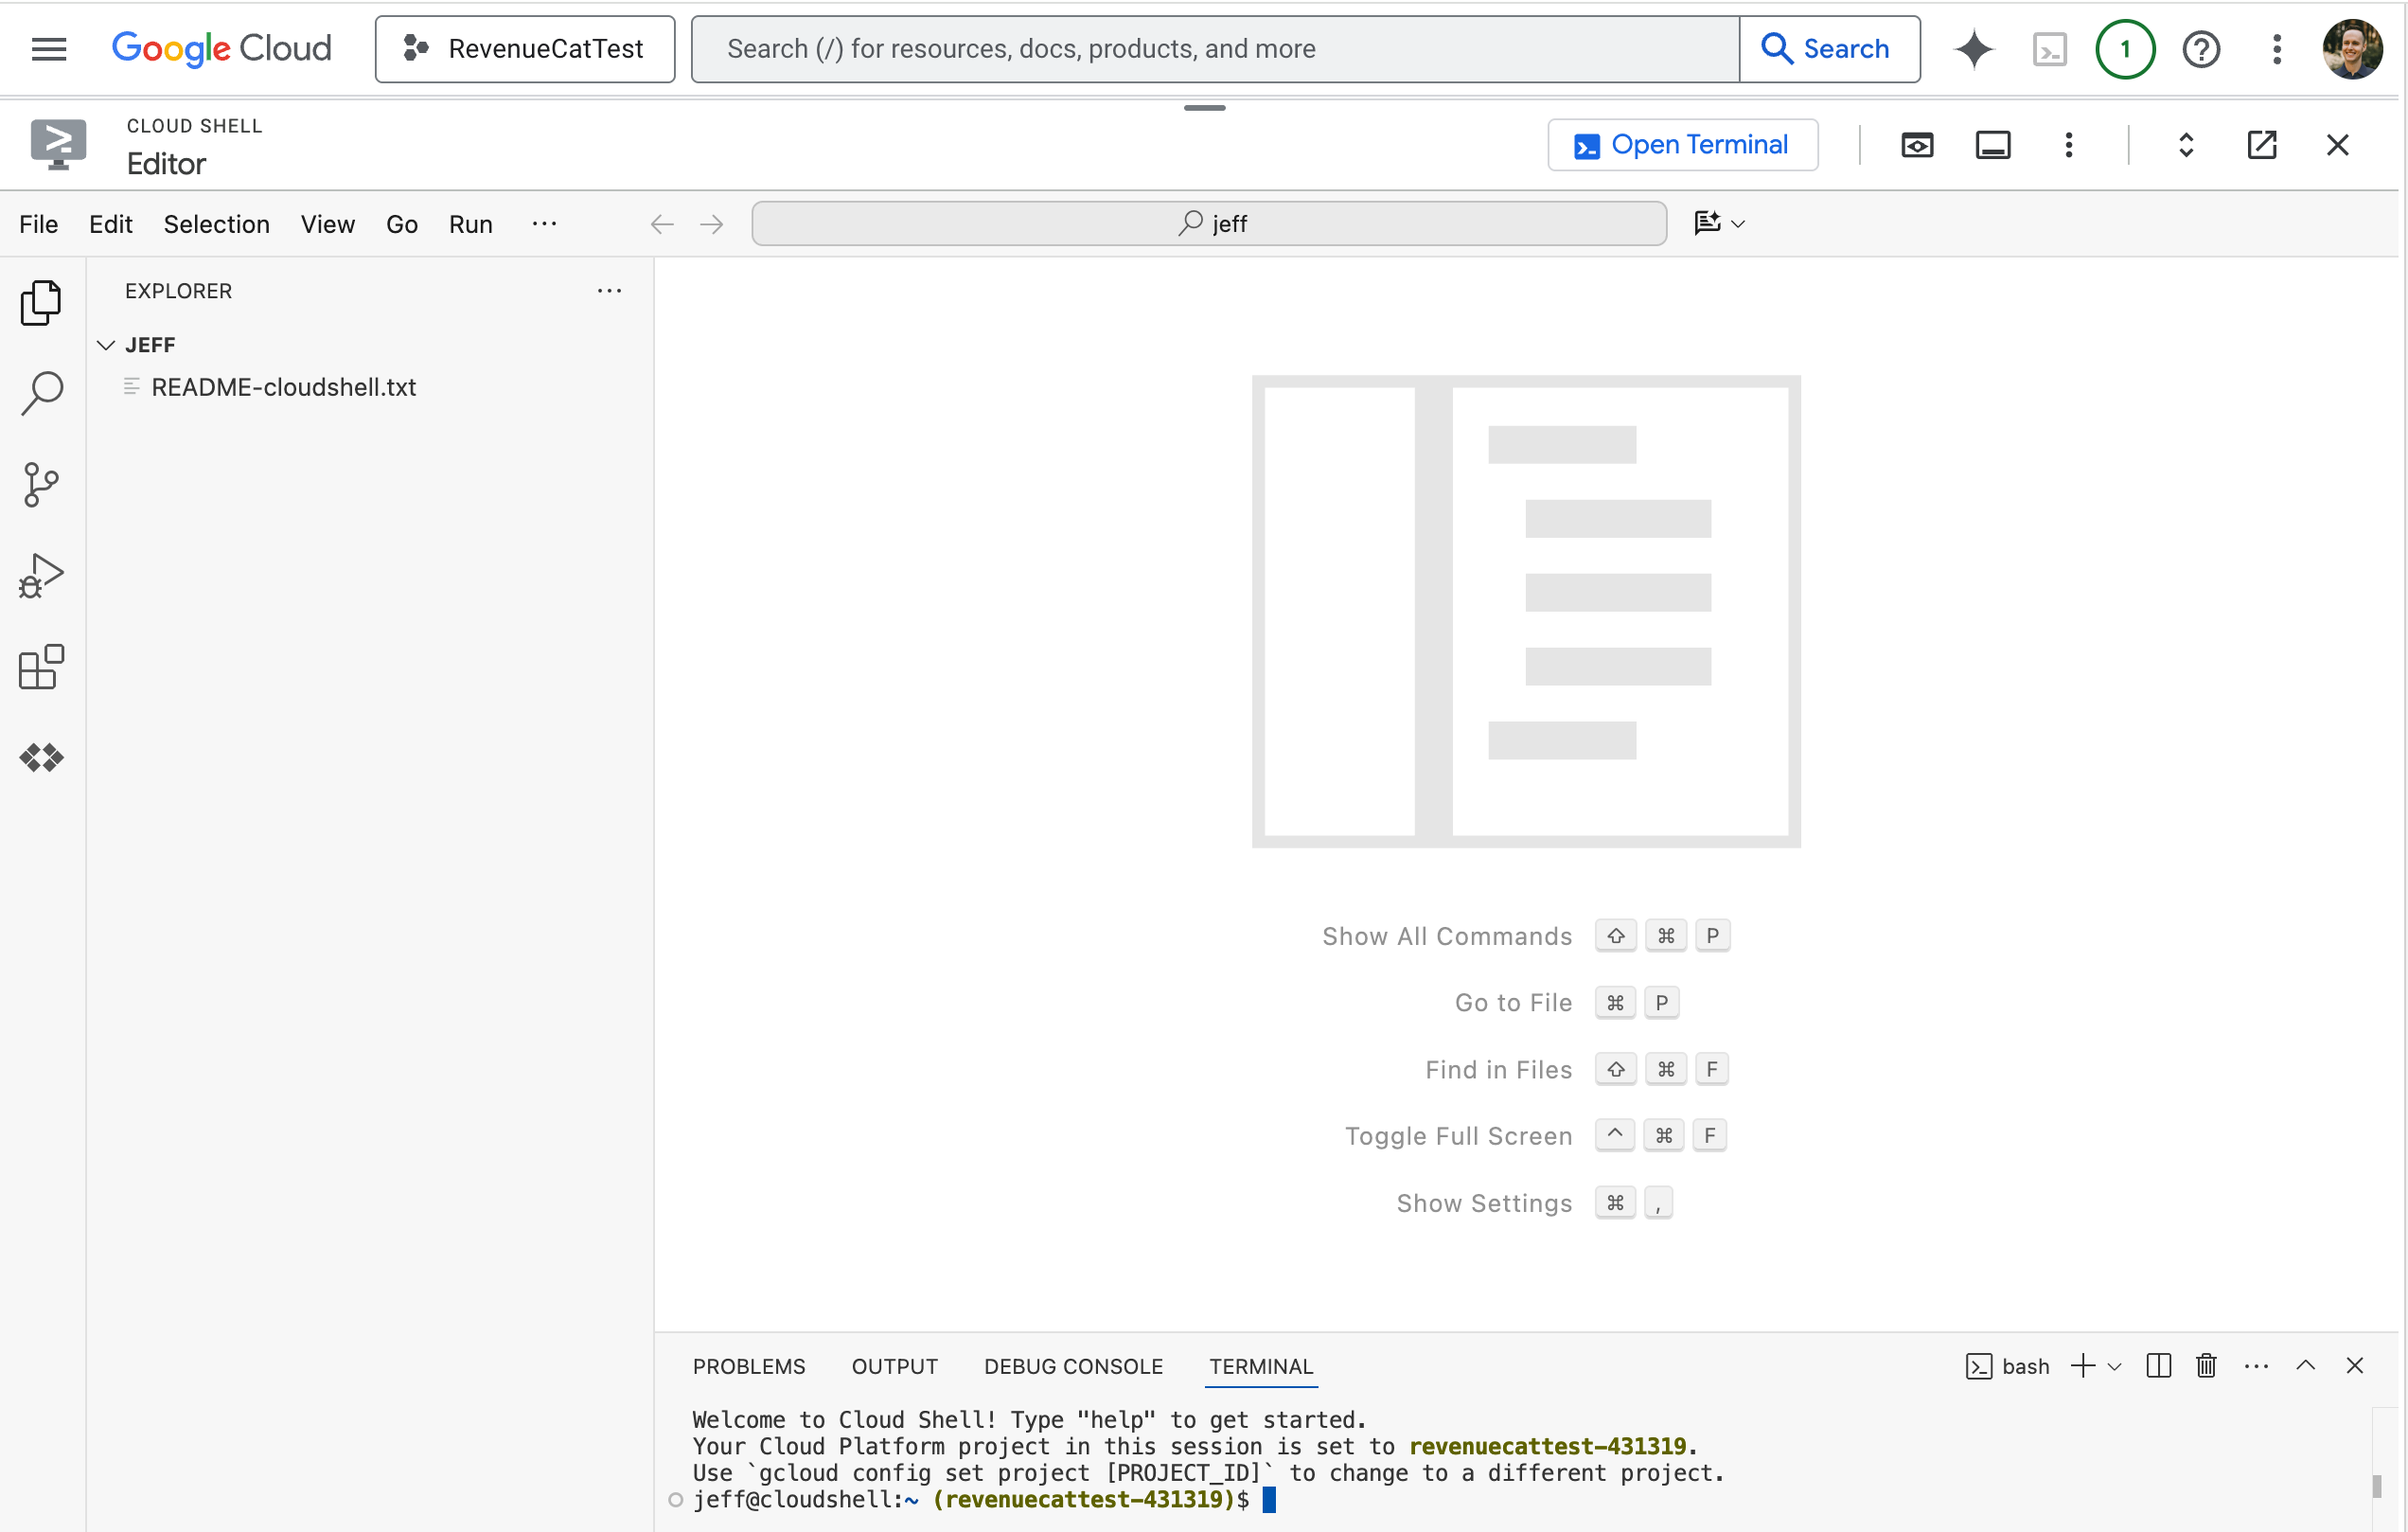 Google Cloud
RevenueCatTest
Search (/) for resources, docs, products, and more
Search
1
CLOUD SHELL
Editor
Open Terminal
File Edit Selection View Go Run
jeff
EXPLORER
JEFF
README-cloudshell.txt
Show All Commands ⇧ ⌘ P
Go to File ⌘ P
Find in Files ⇧ ⌘ F
Toggle Full Screen ^ ⌘ F
Show Settings ⌘ ,
PROBLEMS OUTPUT DEBUG CONSOLE TERMINAL
bash
Welcome to Cloud Shell! Type "help" to get started.
Your Cloud Platform project in this session is set to revenuecattest-431319.
Use `gcloud config set project [PROJECT_ID]` to change to a different project.
jeff@cloudshell:~ (revenuecattest-431319)$